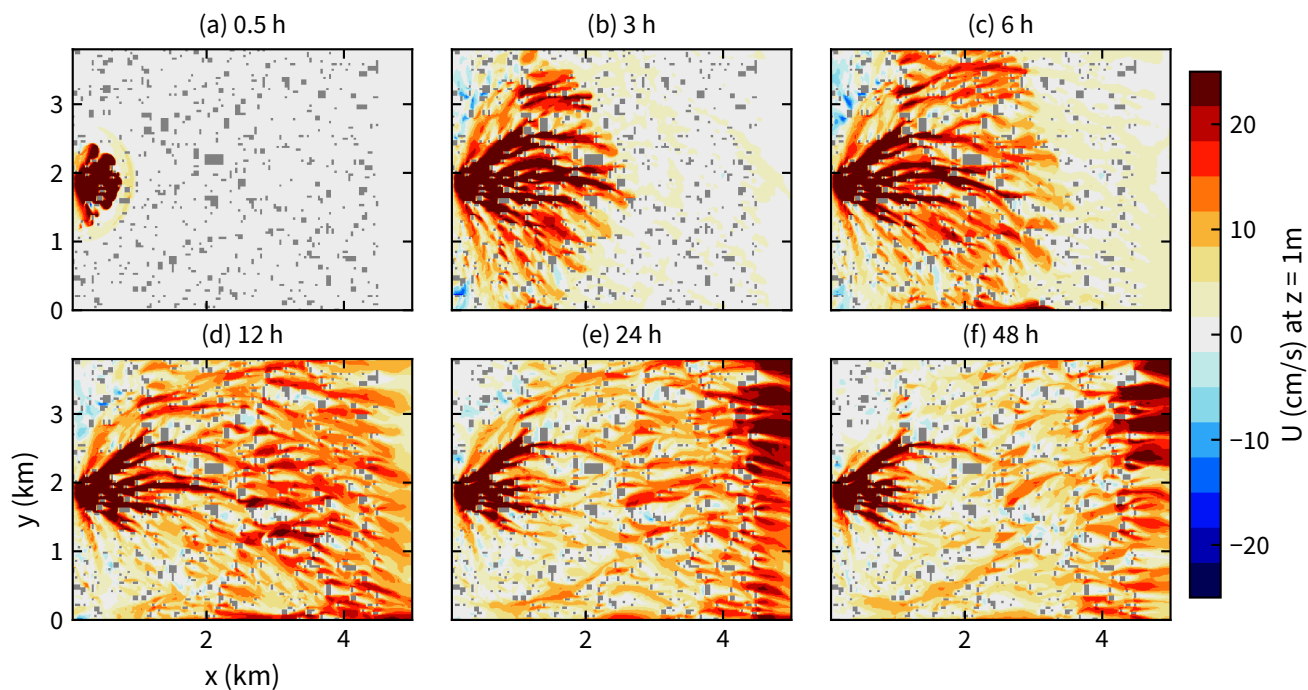 (a) 0.5 h
(b) 3 h
(c) 6 h
3
2
1
0
(d) 12 h
(e) 24 h
(f) 48 h
3
2
1
0
2
4
2
4
2
4
y (km)
x (km)
20
10
0
−10
−20
U (cm/s) at z = 1m